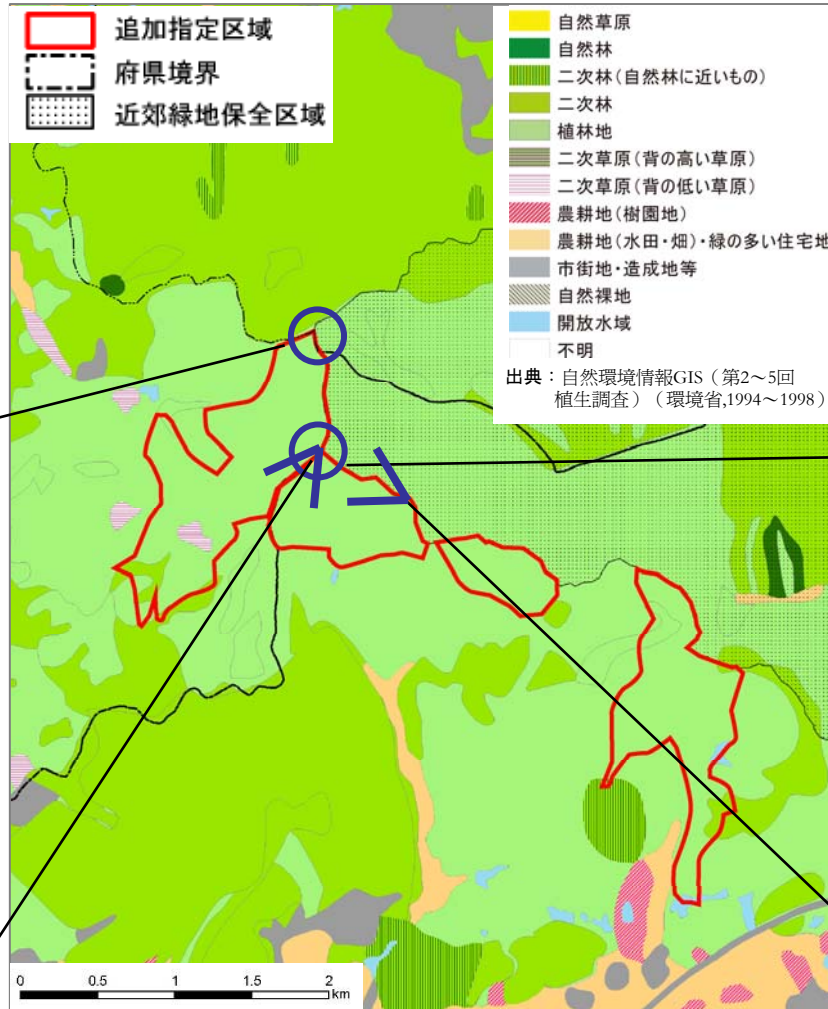 追加指定区域
府県境界
近郊緑地保全区域
自然草原
自然林
二次林(自然林に近いもの)
二次林
植林地
二次草原(背の高い草原)
二次草原(背の低い草原)
農耕地(樹園地)
農耕地(水田・畑)・緑の多い住宅地
市街地・造成地等
自然裸地
開放水域
不明
出典：自然環境情報GIS（第2～5回
植生調査）（環境省,1994～1998）
0 0.5 1 1.5 2
km